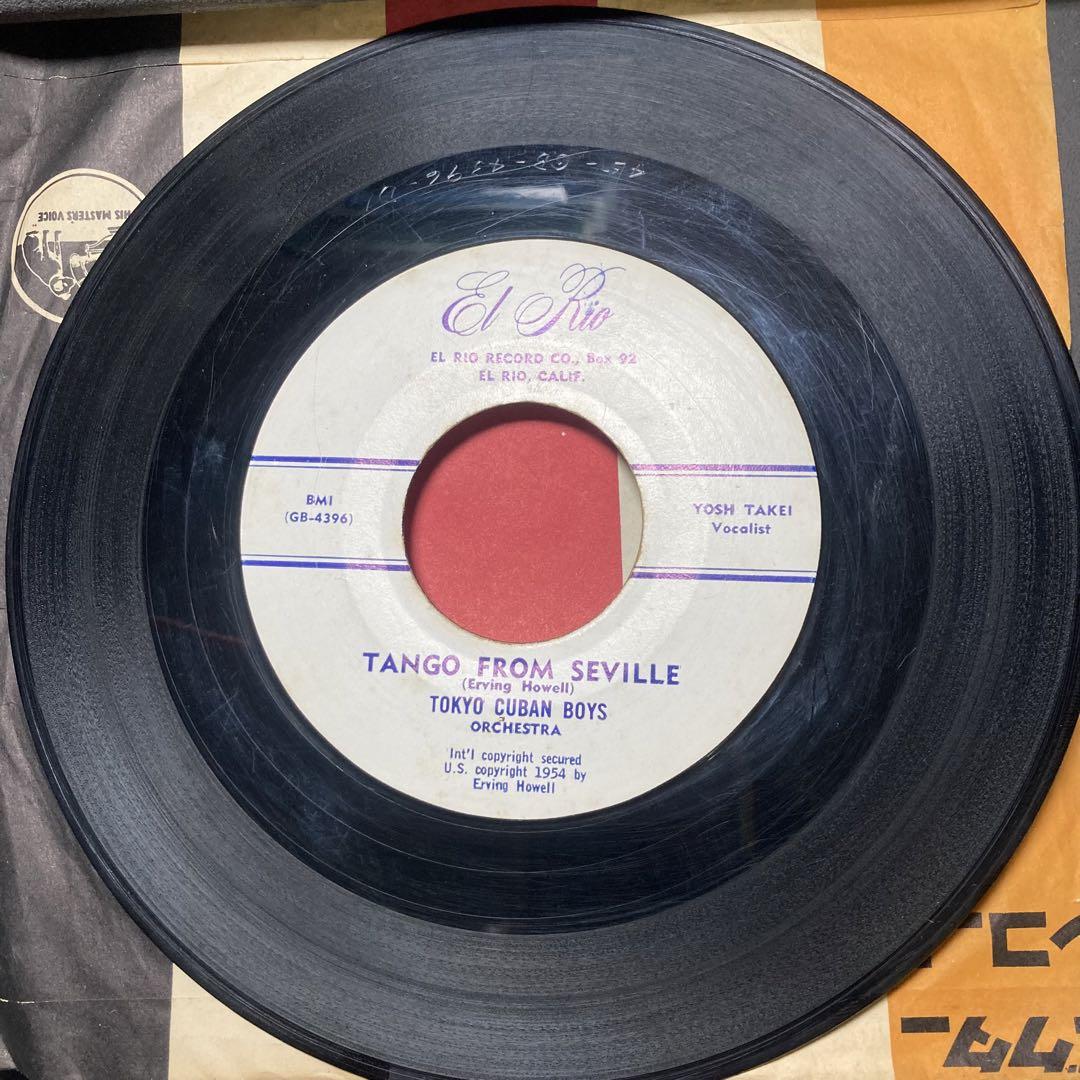 HIS MASTER'S VOICE
El Rio
EL RIO RECORD CO., Box 92
EL RIO, CALIF.
BMI
(GB-4396)
YOSH TAKEI
Vocalist
TANGO FROM SEVILLE
(Erving Howell)
TOKYO CUBAN BOYS
ORCHESTRA
Int'l copyright secured
U.S. copyright 1954 by
Erving Howell